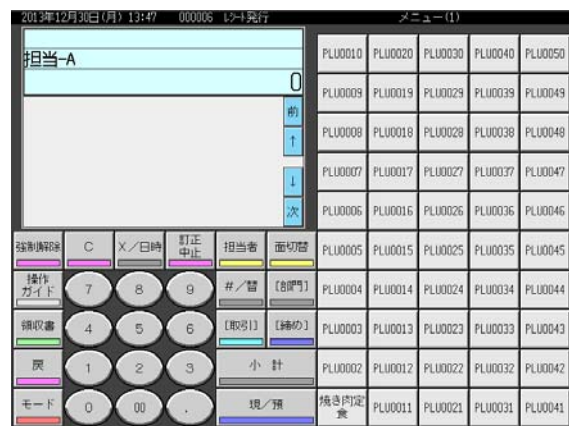 2013年12月30日(月) 13:47 000006 レシート発行 メニュー(1)
担当-A
0
前
↑
↓
次
PLU0010 PLU0020 PLU0030 PLU0040 PLU0050
PLU0009 PLU0019 PLU0029 PLU0039 PLU0049
PLU0008 PLU0018 PLU0028 PLU0038 PLU0048
PLU0007 PLU0017 PLU0027 PLU0037 PLU0047
PLU0006 PLU0016 PLU0026 PLU0036 PLU0046
強制解除 C X/日時 訂正中止 担当者 面切替 PLU0005 PLU0015 PLU0025 PLU0035 PLU0045
操作ガイド 7 8 9 #/替 [部門] PLU0004 PLU0014 PLU0024 PLU0034 PLU0044
領収書 4 5 6 [取引] [締め] PLU0003 PLU0013 PLU0023 PLU0033 PLU0043
戻 1 2 3 小計 PLU0002 PLU0012 PLU0022 PLU0032 PLU0042
モード 0 00 . 現/預 焼き肉定食 PLU0011 PLU0021 PLU0031 PLU0041